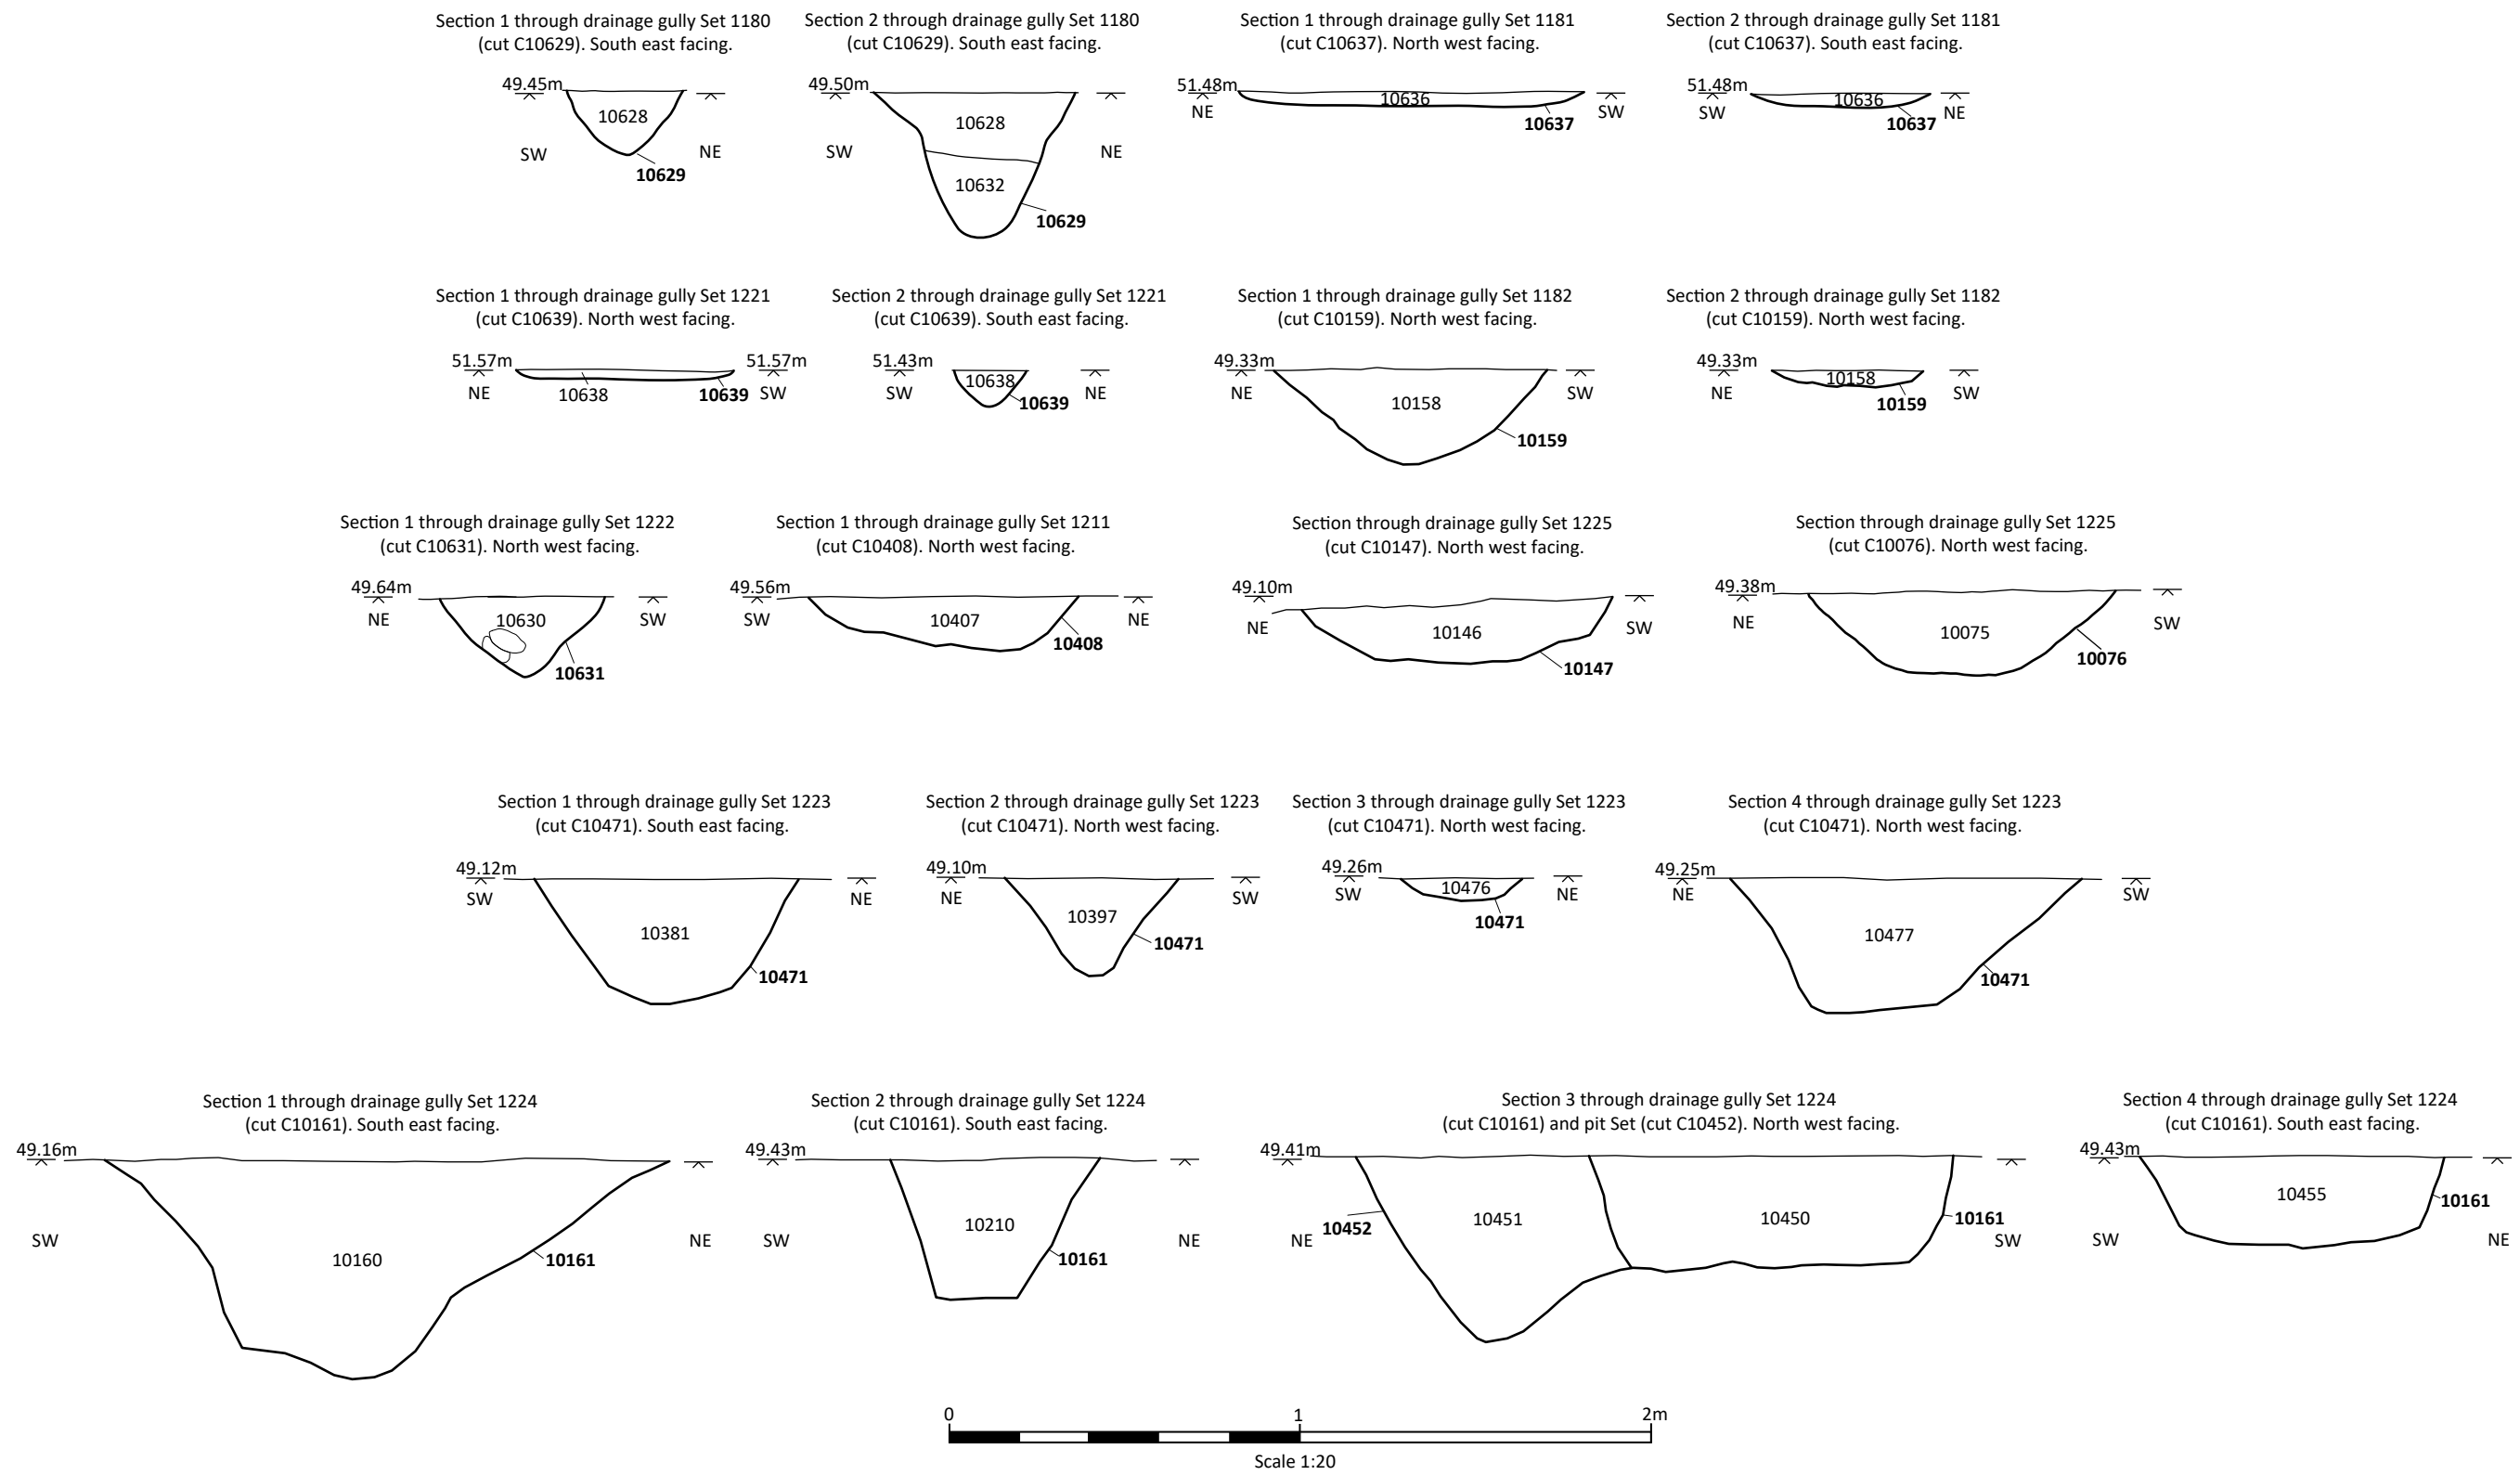 Section 1 through drainage gully Set 1180
(cut C10629). South east facing.
49.45m
10628
SW
NE
10629
Section 2 through drainage gully Set 1180
(cut C10629). South east facing.
49.50m
10628
SW
NE
10632
10629
Section 1 through drainage gully Set 1181
(cut C10637). North west facing.
51.48m
NE
10636
SW
10637
Section 2 through drainage gully Set 1181
(cut C10637). South east facing.
51.48m
SW
10636
NE
10637
Section 1 through drainage gully Set 1221
(cut C10639). North west facing.
51.57m
51.57m
NE
10638
10639
SW
Section 2 through drainage gully Set 1221
(cut C10639). South east facing.
51.43m
SW
10638
NE
10639
Section 1 through drainage gully Set 1182
(cut C10159). North west facing.
49.33m
NE
SW
10158
10159
Section 2 through drainage gully Set 1182
(cut C10159). North west facing.
49.33m
NE
10158
SW
10159
Section 1 through drainage gully Set 1222
(cut C10631). North west facing.
49.64m
NE
10630
SW
10631
Section 1 through drainage gully Set 1211
(cut C10408). North west facing.
49.56m
SW
10407
NE
10408
Section through drainage gully Set 1225
(cut C10147). North west facing.
49.10m
NE
10146
SW
10147
Section through drainage gully Set 1225
(cut C10076). North west facing.
49.38m
NE
10075
SW
10076
Section 1 through drainage gully Set 1223
(cut C10471). South east facing.
49.12m
SW
NE
10381
10471
Section 2 through drainage gully Set 1223
(cut C10471). North west facing.
49.10m
NE
SW
10397
10471
Section 3 through drainage gully Set 1223
(cut C10471). North west facing.
49.26m
SW
10476
NE
10471
Section 4 through drainage gully Set 1223
(cut C10471). North west facing.
49.25m
NE
SW
10477
10471
Section 1 through drainage gully Set 1224
(cut C10161). South east facing.
49.16m
SW
NE
10160
10161
Section 2 through drainage gully Set 1224
(cut C10161). South east facing.
49.43m
10210
SW
NE
10161
Section 3 through drainage gully Set 1224
(cut C10161) and pit Set (cut C10452). North west facing.
49.41m
10451
10450
10161
NE
10452
SW
Section 4 through drainage gully Set 1224
(cut C10161). South east facing.
49.43m
10455
10161
SW
NE
0
1
2m
Scale 1:20